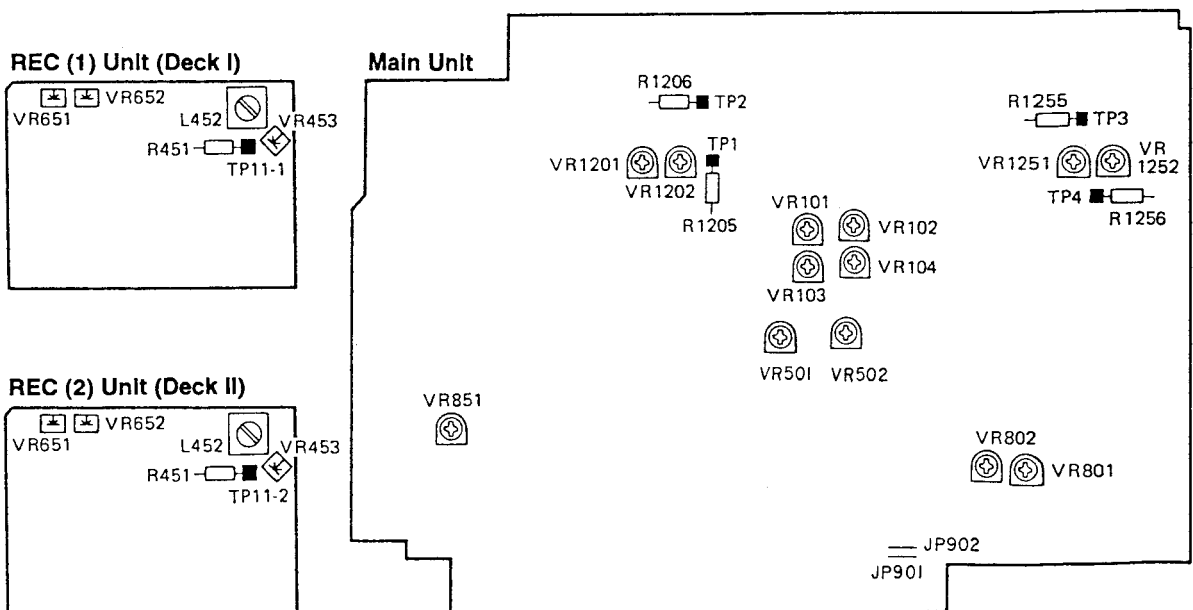 REC (1) Unit (Deck I)
VR651
VR652
L452
VR453
R451
TP11-1
REC (2) Unit (Deck II)
VR651
VR652
L452
VR453
R451
TP11-2
Main Unit
R1206
TP2
TP1
VR1201
VR1202
R1205
R1255
TP3
VR1251
VR
1252
TP4
R1256
VR101
VR102
VR104
VR103
VR501
VR502
VR851
VR802
VR801
JP902
JP901